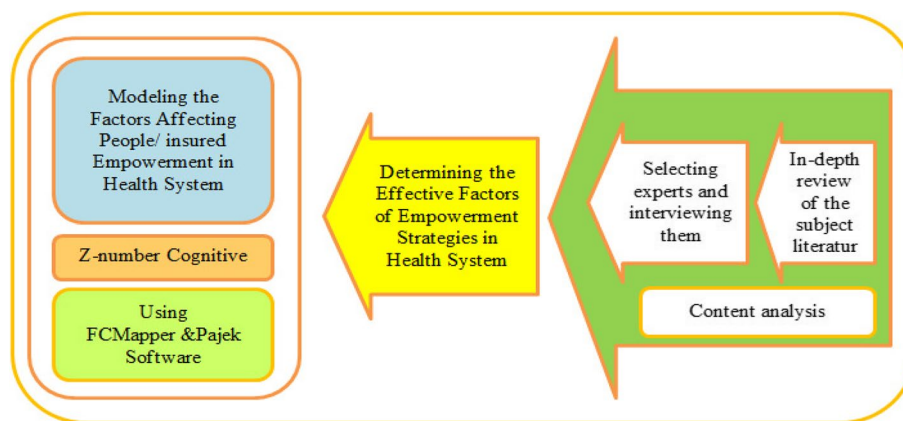 Modeling the
Factors Affecting
People/ insured
Empowerment in
Health System
Z-number Cognitive
Using
FCMapper &Pajek
Software
Determining the
Effective Factors
of Empowerment
Strategies in
Health System
Selecting
experts and
interviewing
them
In-depth
review
of the
subject
literatur
Content analysis